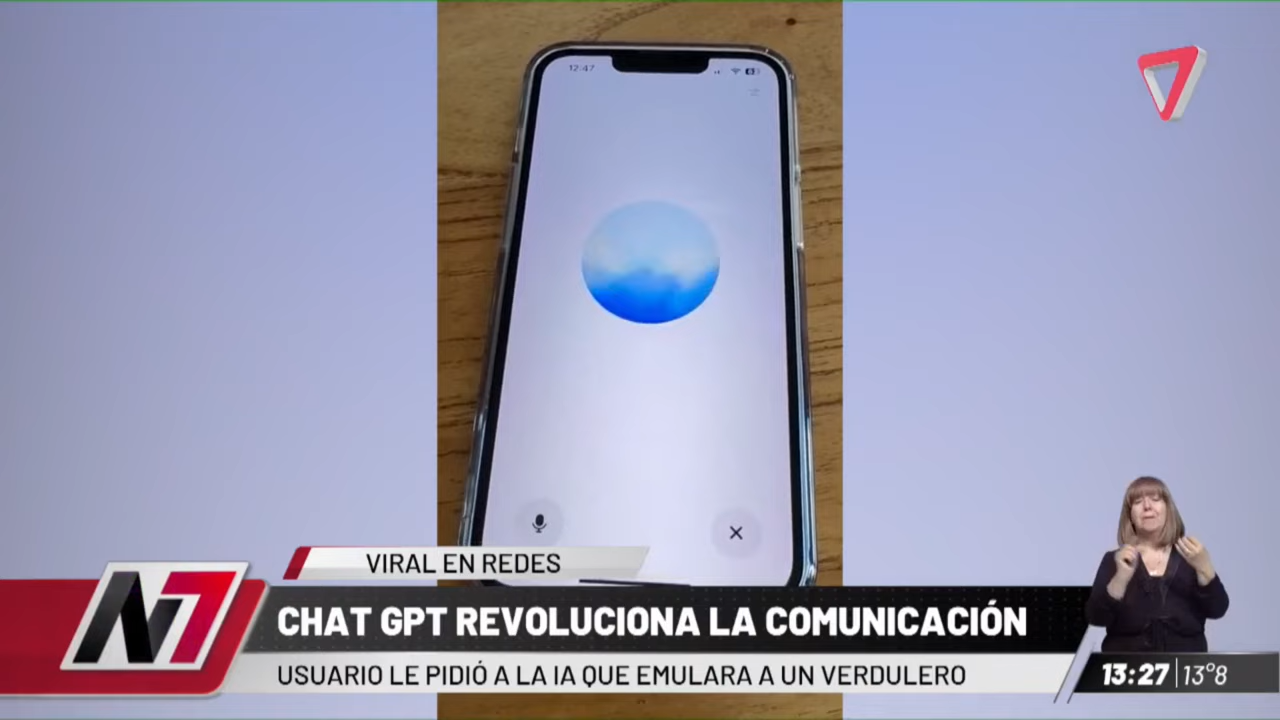 12:47
VIRAL EN REDES
N7
CHAT GPT REVOLUCIONA LA COMUNICACIÓN
USUARIO LE PIDIÓ A LA IA QUE EMULARA A UN VERDULERO
13:27 13°8